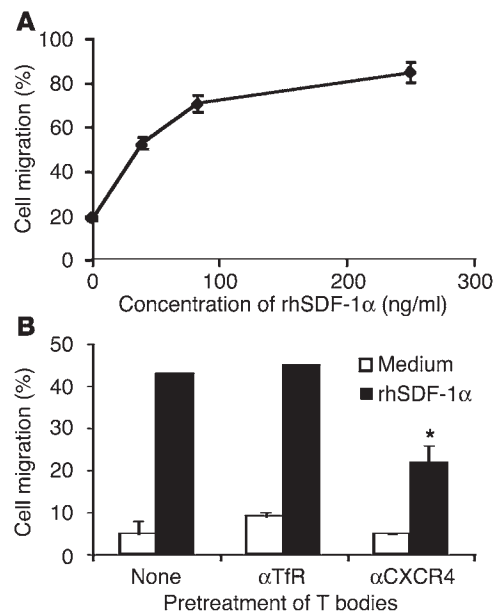 A
100
80
60
40
20
0
Cell migration (%)
0 100 200 300
Concentration of rhSDF-1α (ng/ml)
B
50
40
30
20
10
0
Cell migration (%)
Medium
rhSDF-1α
*
None αTfR αCXCR4
Pretreatment of T bodies